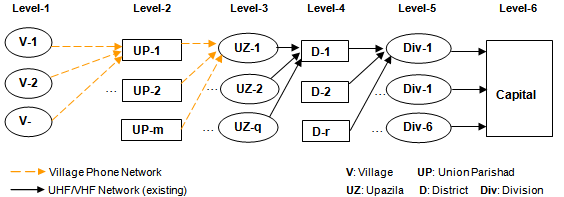 Level-1 Level-2 Level-3 Level-4 Level-5 Level-6
V-1 UP-1 UZ-1 D-1 Div-1
V-2 ... UP-2 ... UZ-2 D-2 ... Div-1 Capital
V- UP-m ... UZ-q D-r ... Div-6
Village Phone Network V: Village UP: Union Parishad
UHF/VHF Network (existing) UZ: Upazila D: District Div: Division